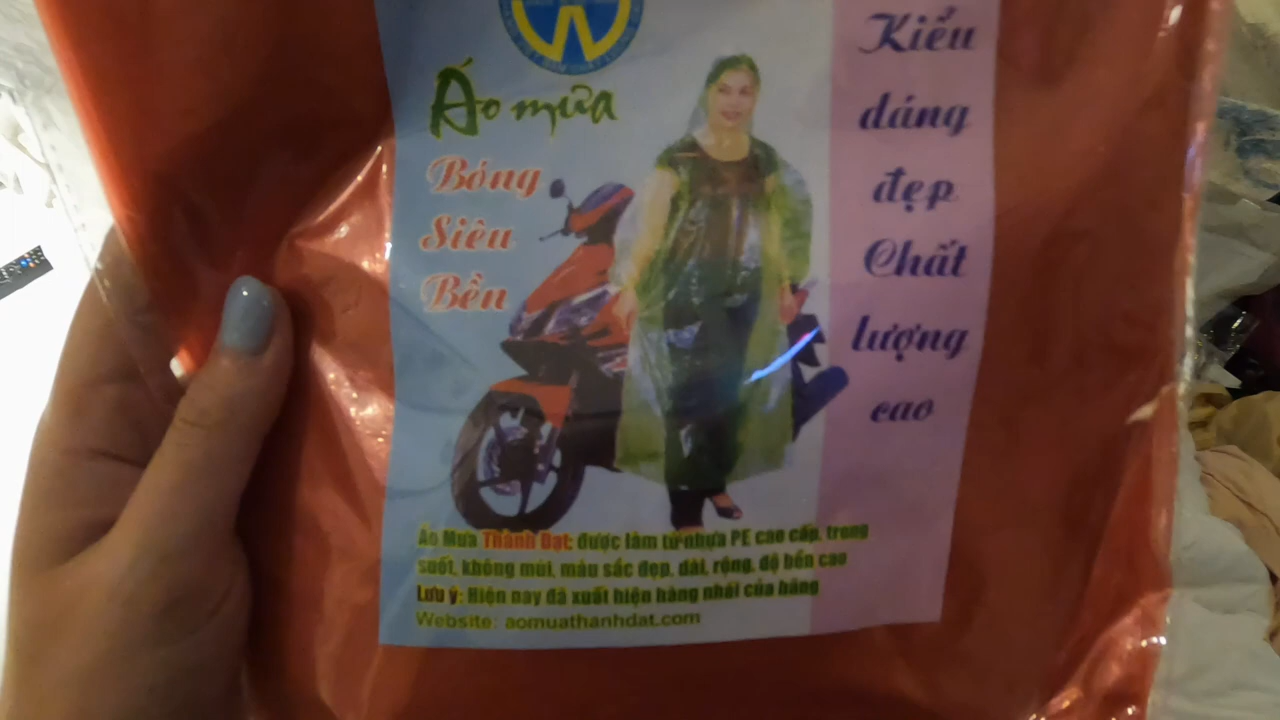 Áo mưa
Bóng
Siêu
Bền
Kiểu
dáng
đẹp
Chất
lượng
cao
Áo Mưa Thành Đạt: được làm từ nhựa PE cao cấp, trong
suốt, không mùi, màu sắc đẹp, dài, rộng, độ bền cao
Lưu ý: Hiện nay đã xuất hiện hàng nhái của hãng
Website: aomuathanhdat.com